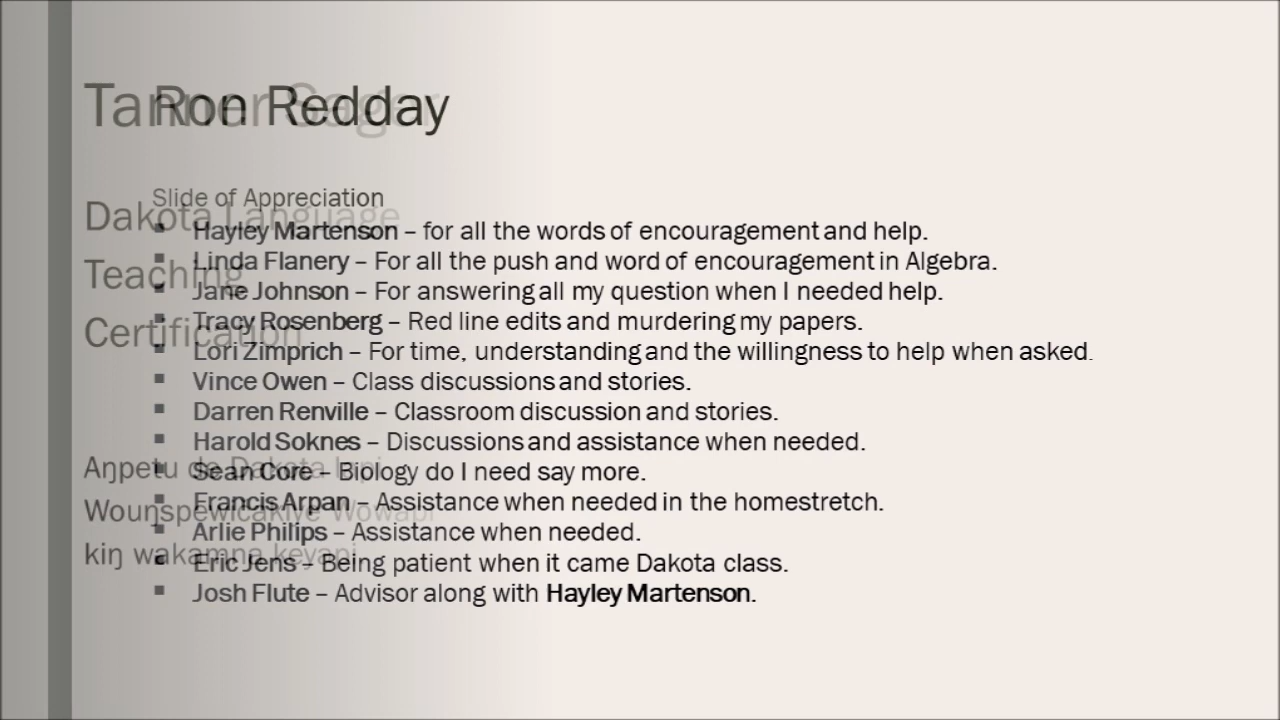 Ron Redday
Tanner Sager
Slide of Appreciation
Hayley Martenson – for all the words of encouragement and help.
Linda Flanery – For all the push and word of encouragement in Algebra.
Jane Johnson – For answering all my question when I needed help.
Tracy Rosenberg – Red line edits and murdering my papers.
Lori Zimprich – For time, understanding and the willingness to help when asked.
Vince Owen – Class discussions and stories.
Darren Renville – Classroom discussion and stories.
Harold Soknes – Discussions and assistance when needed.
Sean Core – Biology do I need say more.
Francis Arpan – Assistance when needed in the homestretch.
Arlie Philips – Assistance when needed.
Eric Jens – Being patient when it came Dakota class.
Josh Flute – Advisor along with Hayley Martenson.
Dakota Language
Teaching
Certification
Aŋpetu de Dakota Iapi
Wouŋspewicakiye Wowapi
kiŋ wakamna keyapi